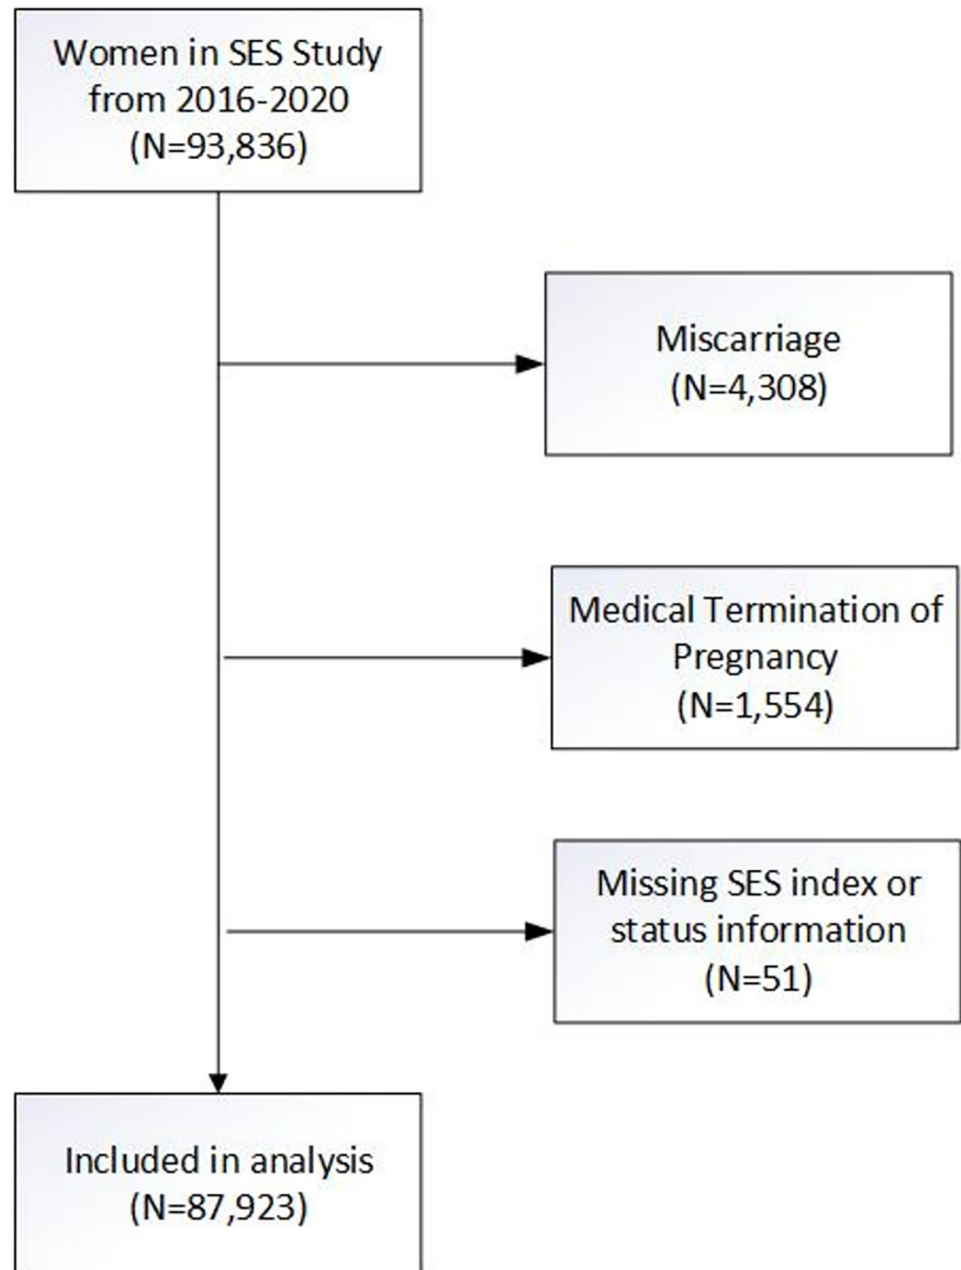 Women in SES Study
from 2016-2020
(N=93,836)
Miscarriage
(N=4,308)
Medical Termination of
Pregnancy
(N=1,554)
Missing SES index or
status information
(N=51)
Included in analysis
(N=87,923)